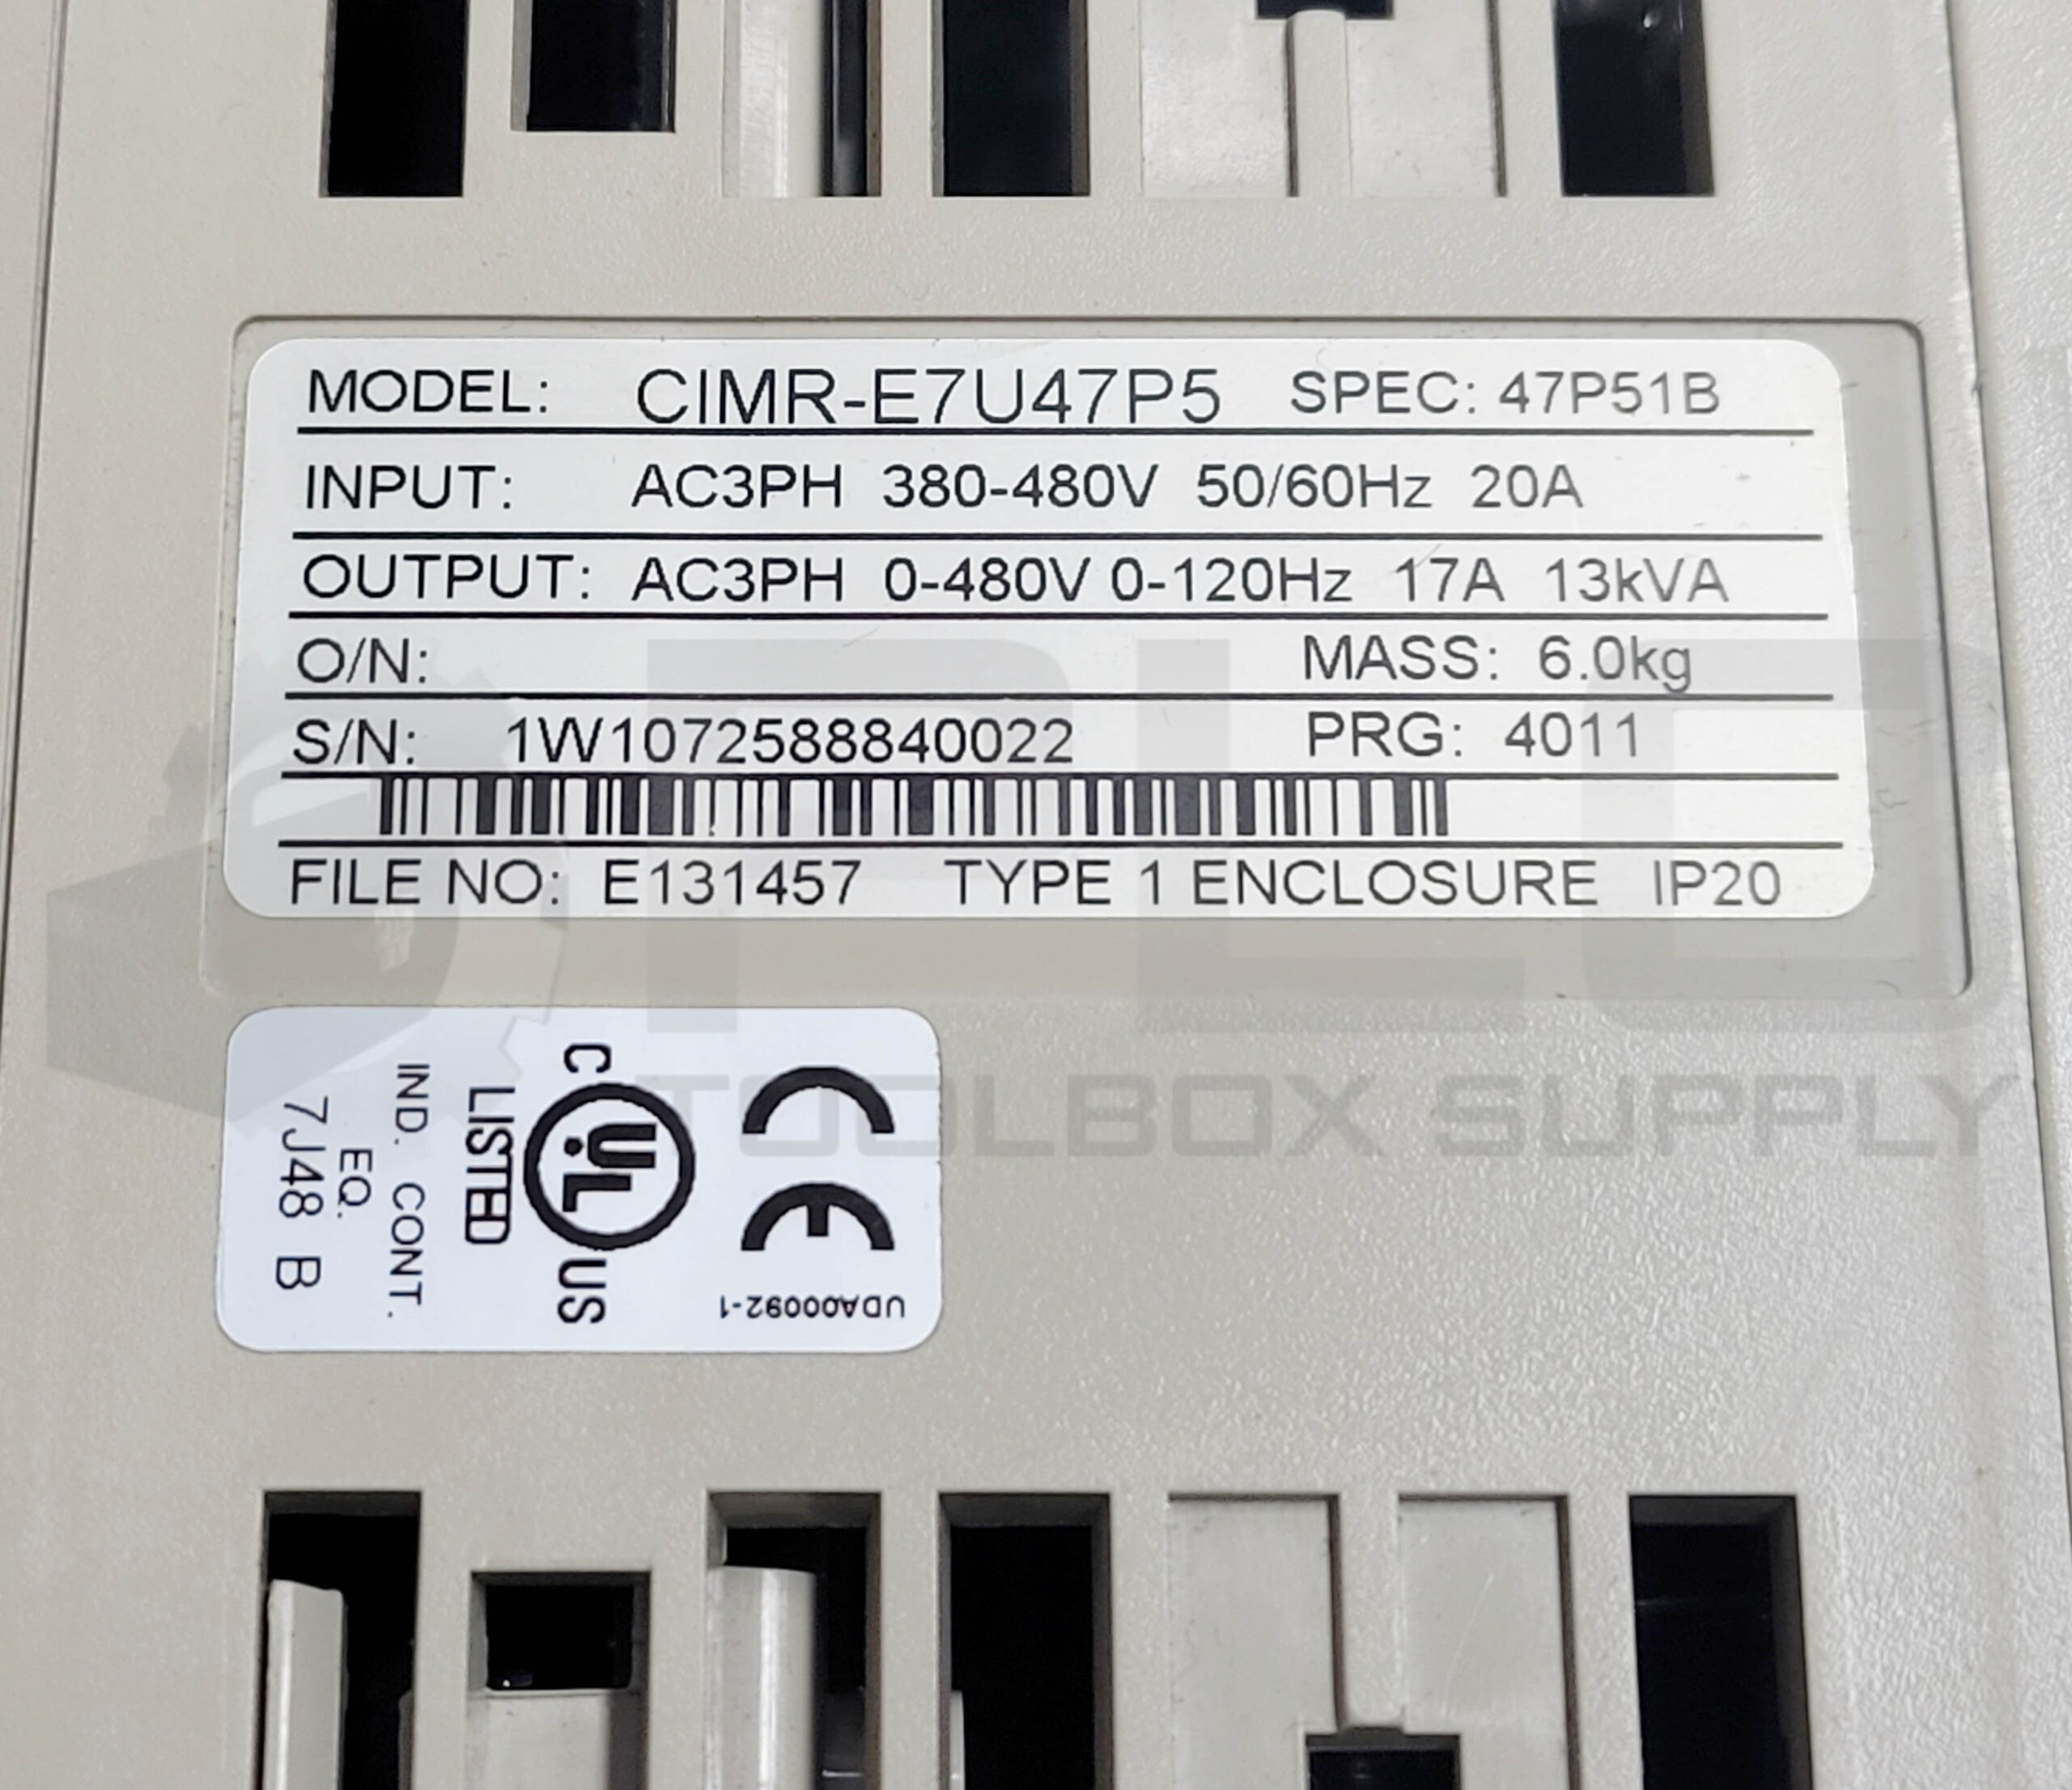 MODEL: CIMR-E7U47P5 SPEC: 47P51B
INPUT: AC3PH 380-480V 50/60Hz 20A
OUTPUT: AC3PH 0-480V 0-120Hz 17A 13kVA
O/N: MASS: 6.0kg
S/N: 1W1072588840022 PRG: 4011
FILE NO: E131457 TYPE 1 ENCLOSURE IP20
PLC
TOOLBOX SUPPLY
CE
UDA00092-1
C UL US
LISTED
IND. CONT.
EQ.
7J48 B